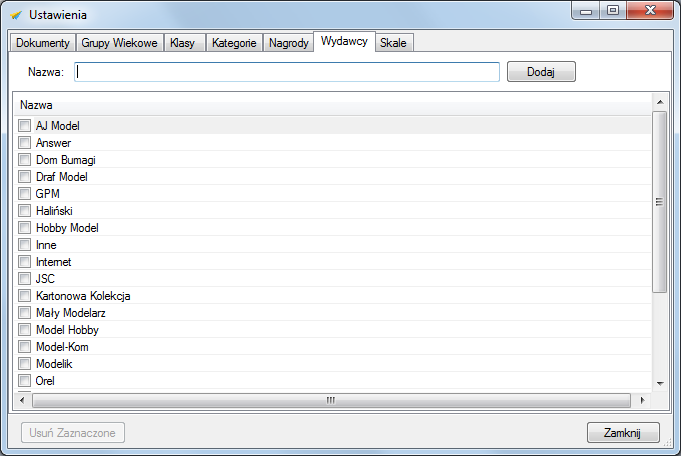 Ustawienia
Dokumenty Grupy Wiekowe Klasy Kategorie Nagrody Wydawcy Skale
Nazwa: Dodaj
Nazwa
AJ Model
Answer
Dom Bumagi
Draf Model
GPM
Haliński
Hobby Model
Inne
Internet
JSC
Kartonowa Kolekcja
Mały Modelarz
Model Hobby
Model-Kom
Modelik
Orel
Usuń Zaznaczone Zamknij